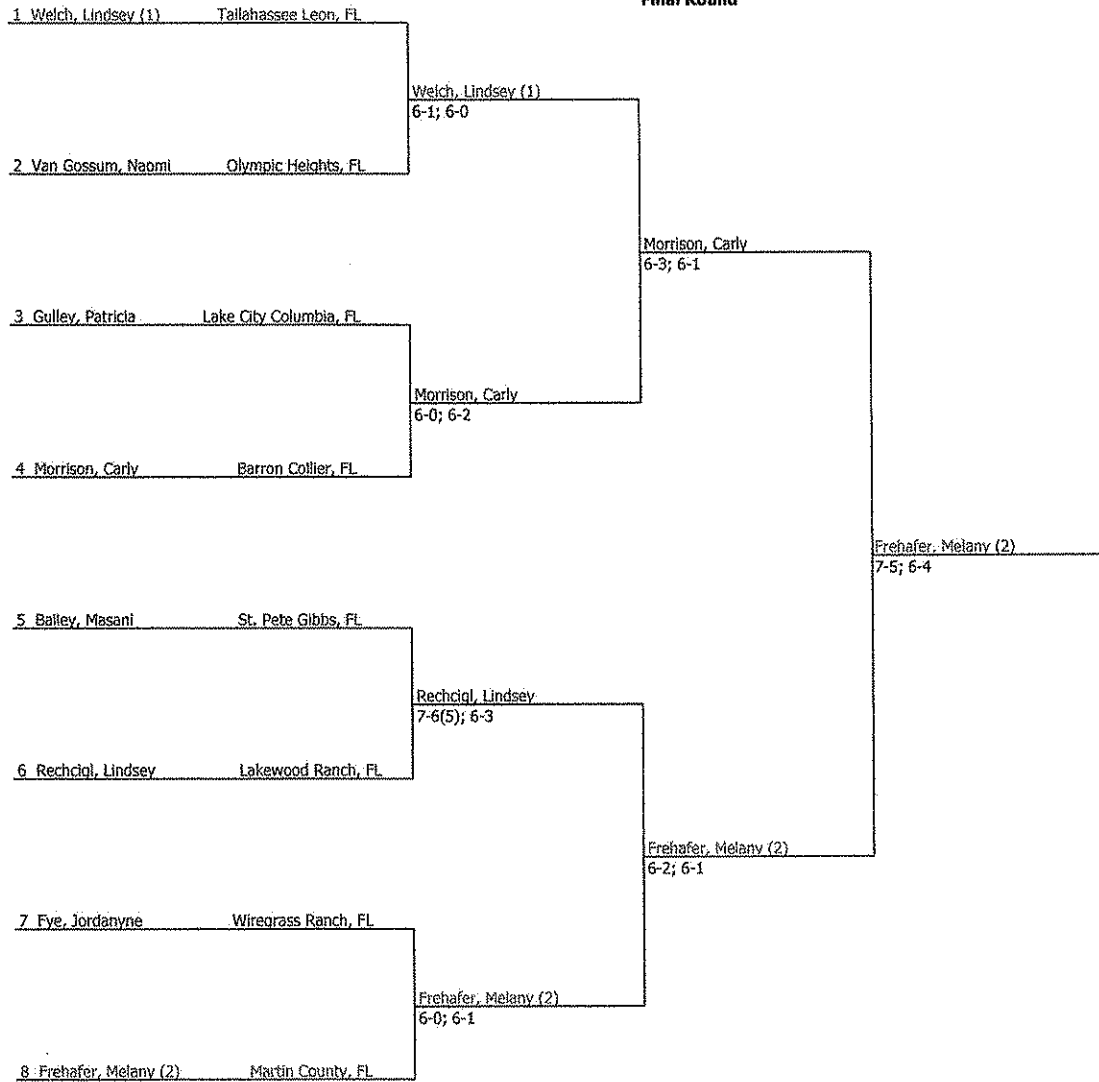 Final Round
1 Welch, Lindsey (1) Tallahassee Leon, FL
Welch, Lindsey (1)
6-1; 6-0
2 Van Gossum, Naomi Olympic Heights, FL
Morrison, Carly
6-3; 6-1
3 Gulley, Patricia Lake City Columbia, FL
Morrison, Carly
6-0; 6-2
4 Morrison, Carly Barron Collier, FL
Frehafer, Melany (2)
7-5; 6-4
5 Bailey, Masani St. Pete Gibbs, FL
Rechcigl, Lindsey
7-6(5); 6-3
6 Rechcigl, Lindsey Lakewood Ranch, FL
Frehafer, Melany (2)
6-2; 6-1
7 Fye, Jordanyne Wiregrass Ranch, FL
Frehafer, Melany (2)
6-0; 6-1
8 Frehafer, Melany (2) Martin County, FL